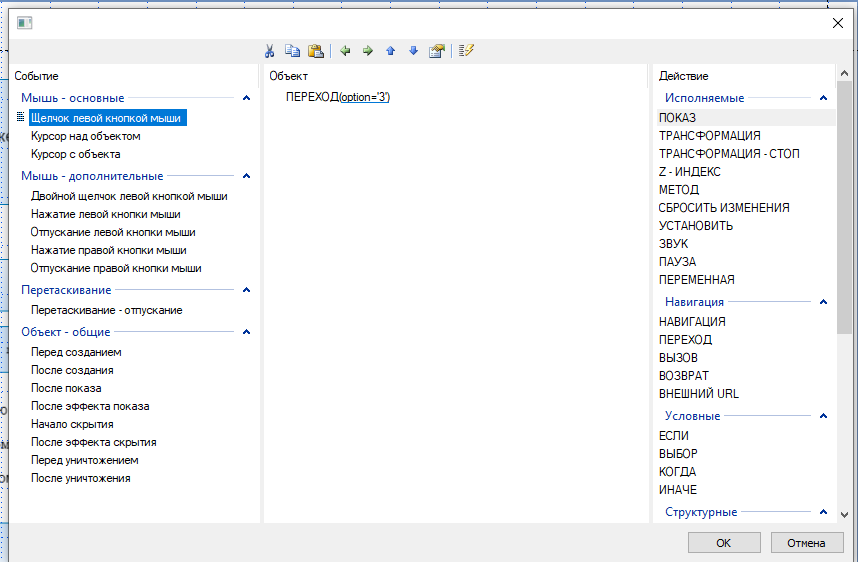 Событие
Мышь - основные
Щелчок левой кнопкой мыши
Курсор над объектом
Курсор с объекта
Мышь - дополнительные
Двойной щелчок левой кнопкой мыши
Нажатие левой кнопки мыши
Отпускание левой кнопки мыши
Нажатие правой кнопки мыши
Отпускание правой кнопки мыши
Перетаскивание
Перетаскивание - отпускание
Объект - общие
Перед созданием
После создания
После показа
После эффекта показа
Начало скрытия
После эффекта скрытия
Перед уничтожением
После уничтожения
Объект
ПЕРЕХОД(option='3')
Действие
Исполняемые
ПОКАЗ
ТРАНСФОРМАЦИЯ
ТРАНСФОРМАЦИЯ - СТОП
Z - ИНДЕКС
МЕТОД
СБРОСИТЬ ИЗМЕНЕНИЯ
УСТАНОВИТЬ
ЗВУК
ПАУЗА
ПЕРЕМЕННАЯ
Навигация
НАВИГАЦИЯ
ПЕРЕХОД
ВЫЗОВ
ВОЗВРАТ
ВНЕШНИЙ URL
Условные
ЕСЛИ
ВЫБОР
КОГДА
ИНАЧЕ
Структурные
ОК
Отмена